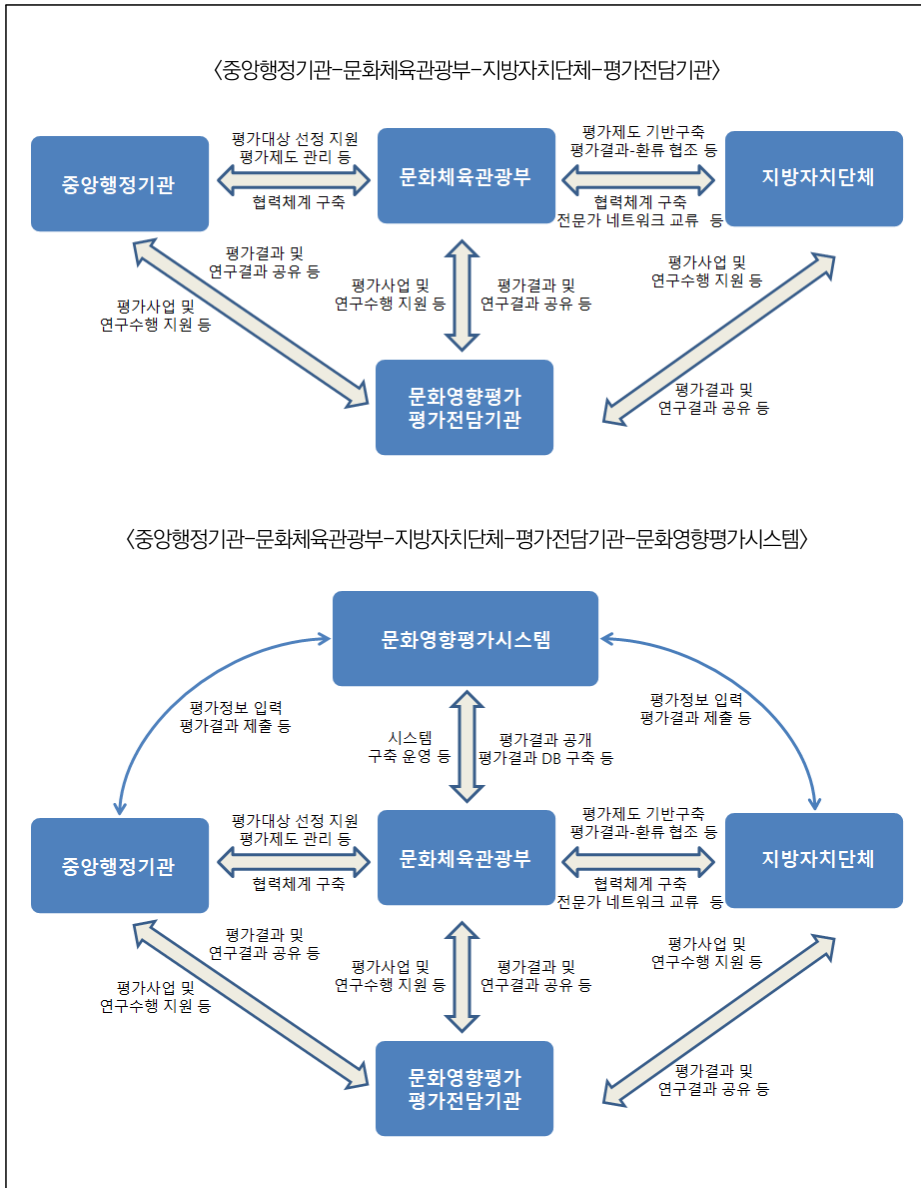 〈중앙행정기관-문화체육관광부-지방자치단체-평가전담기관〉
중앙행정기관
평가대상 선정 지원
평가제도 관리 등
협력체계 구축
문화체육관광부
평가제도 기반구축
평가결과-환류 협조 등
협력체계 구축
전문가 네트워크 교류 등
지방자치단체
평가결과 및
연구결과 공유 등
평가사업 및
연구수행 지원 등
평가사업 및
연구수행 지원 등
평가결과 및
연구결과 공유 등
평가사업 및
연구수행 지원 등
평가결과 및
연구결과 공유 등
문화영향평가
평가전담기관
〈중앙행정기관-문화체육관광부-지방자치단체-평가전담기관-문화영향평가시스템〉
문화영향평가시스템
평가정보 입력
평가결과 제출 등
시스템
구축 운영 등
평가결과 공개
평가결과 DB 구축 등
평가정보 입력
평가결과 제출 등
중앙행정기관
평가대상 선정 지원
평가제도 관리 등
협력체계 구축
문화체육관광부
평가제도 기반구축
평가결과-환류 협조 등
협력체계 구축
전문가 네트워크 교류 등
지방자치단체
평가결과 및
연구결과 공유 등
평가사업 및
연구수행 지원 등
평가사업 및
연구수행 지원 등
평가결과 및
연구결과 공유 등
평가사업 및
연구수행 지원 등
평가결과 및
연구결과 공유 등
문화영향평가
평가전담기관